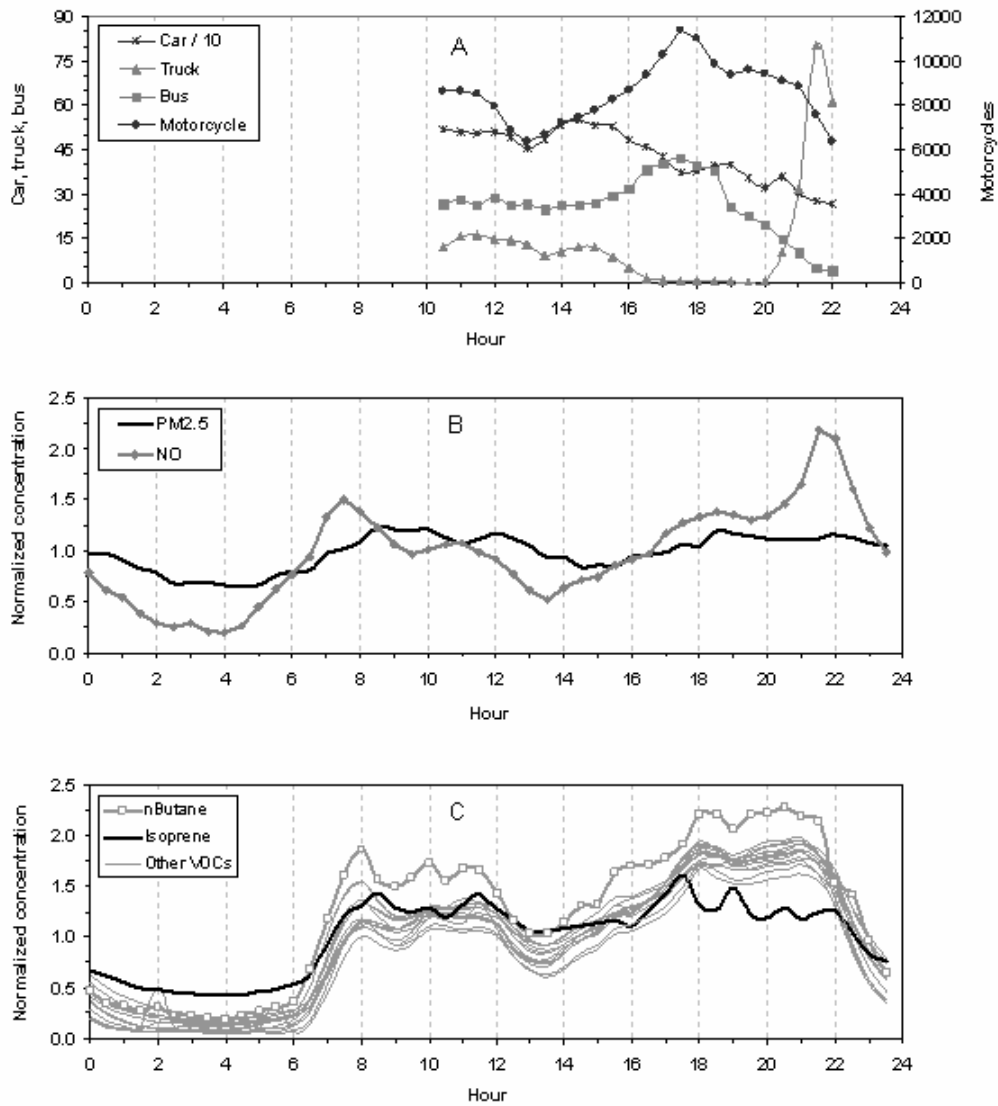 A
Car / 10
Truck
Bus
Motorcycle
Car, truck, bus
90
75
60
45
30
15
0
12000
10000
8000
6000
4000
2000
0
Motorcycles
0 2 4 6 8 10 12 14 16 18 20 22 24
Hour
B
PM2.5
NO
Normalized concentration
2.5
2.0
1.5
1.0
0.5
0.0
0 2 4 6 8 10 12 14 16 18 20 22 24
Hour
C
nButane
Isoprene
Other VOCs
Normalized concentration
2.5
2.0
1.5
1.0
0.5
0.0
0 2 4 6 8 10 12 14 16 18 20 22 24
Hour